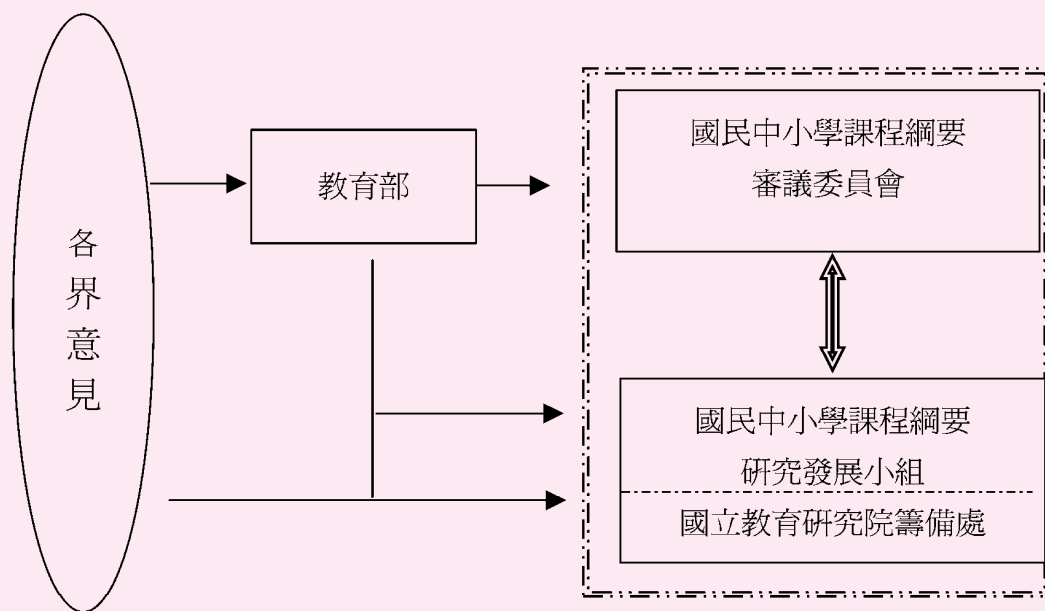 各界意見
教育部
國民中小學課程綱要
審議委員會
國民中小學課程綱要
研究發展小組
國立教育研究院籌備處